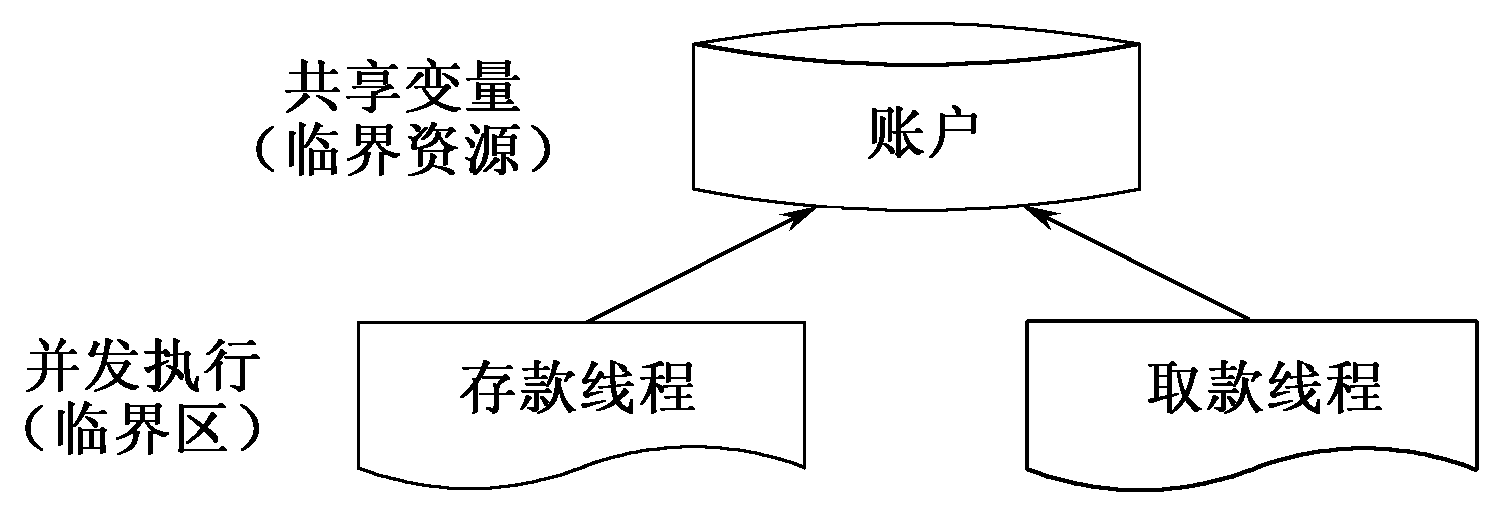 共享变量
（临界资源）
账户
并发执行
（临界区）
存款线程
取款线程